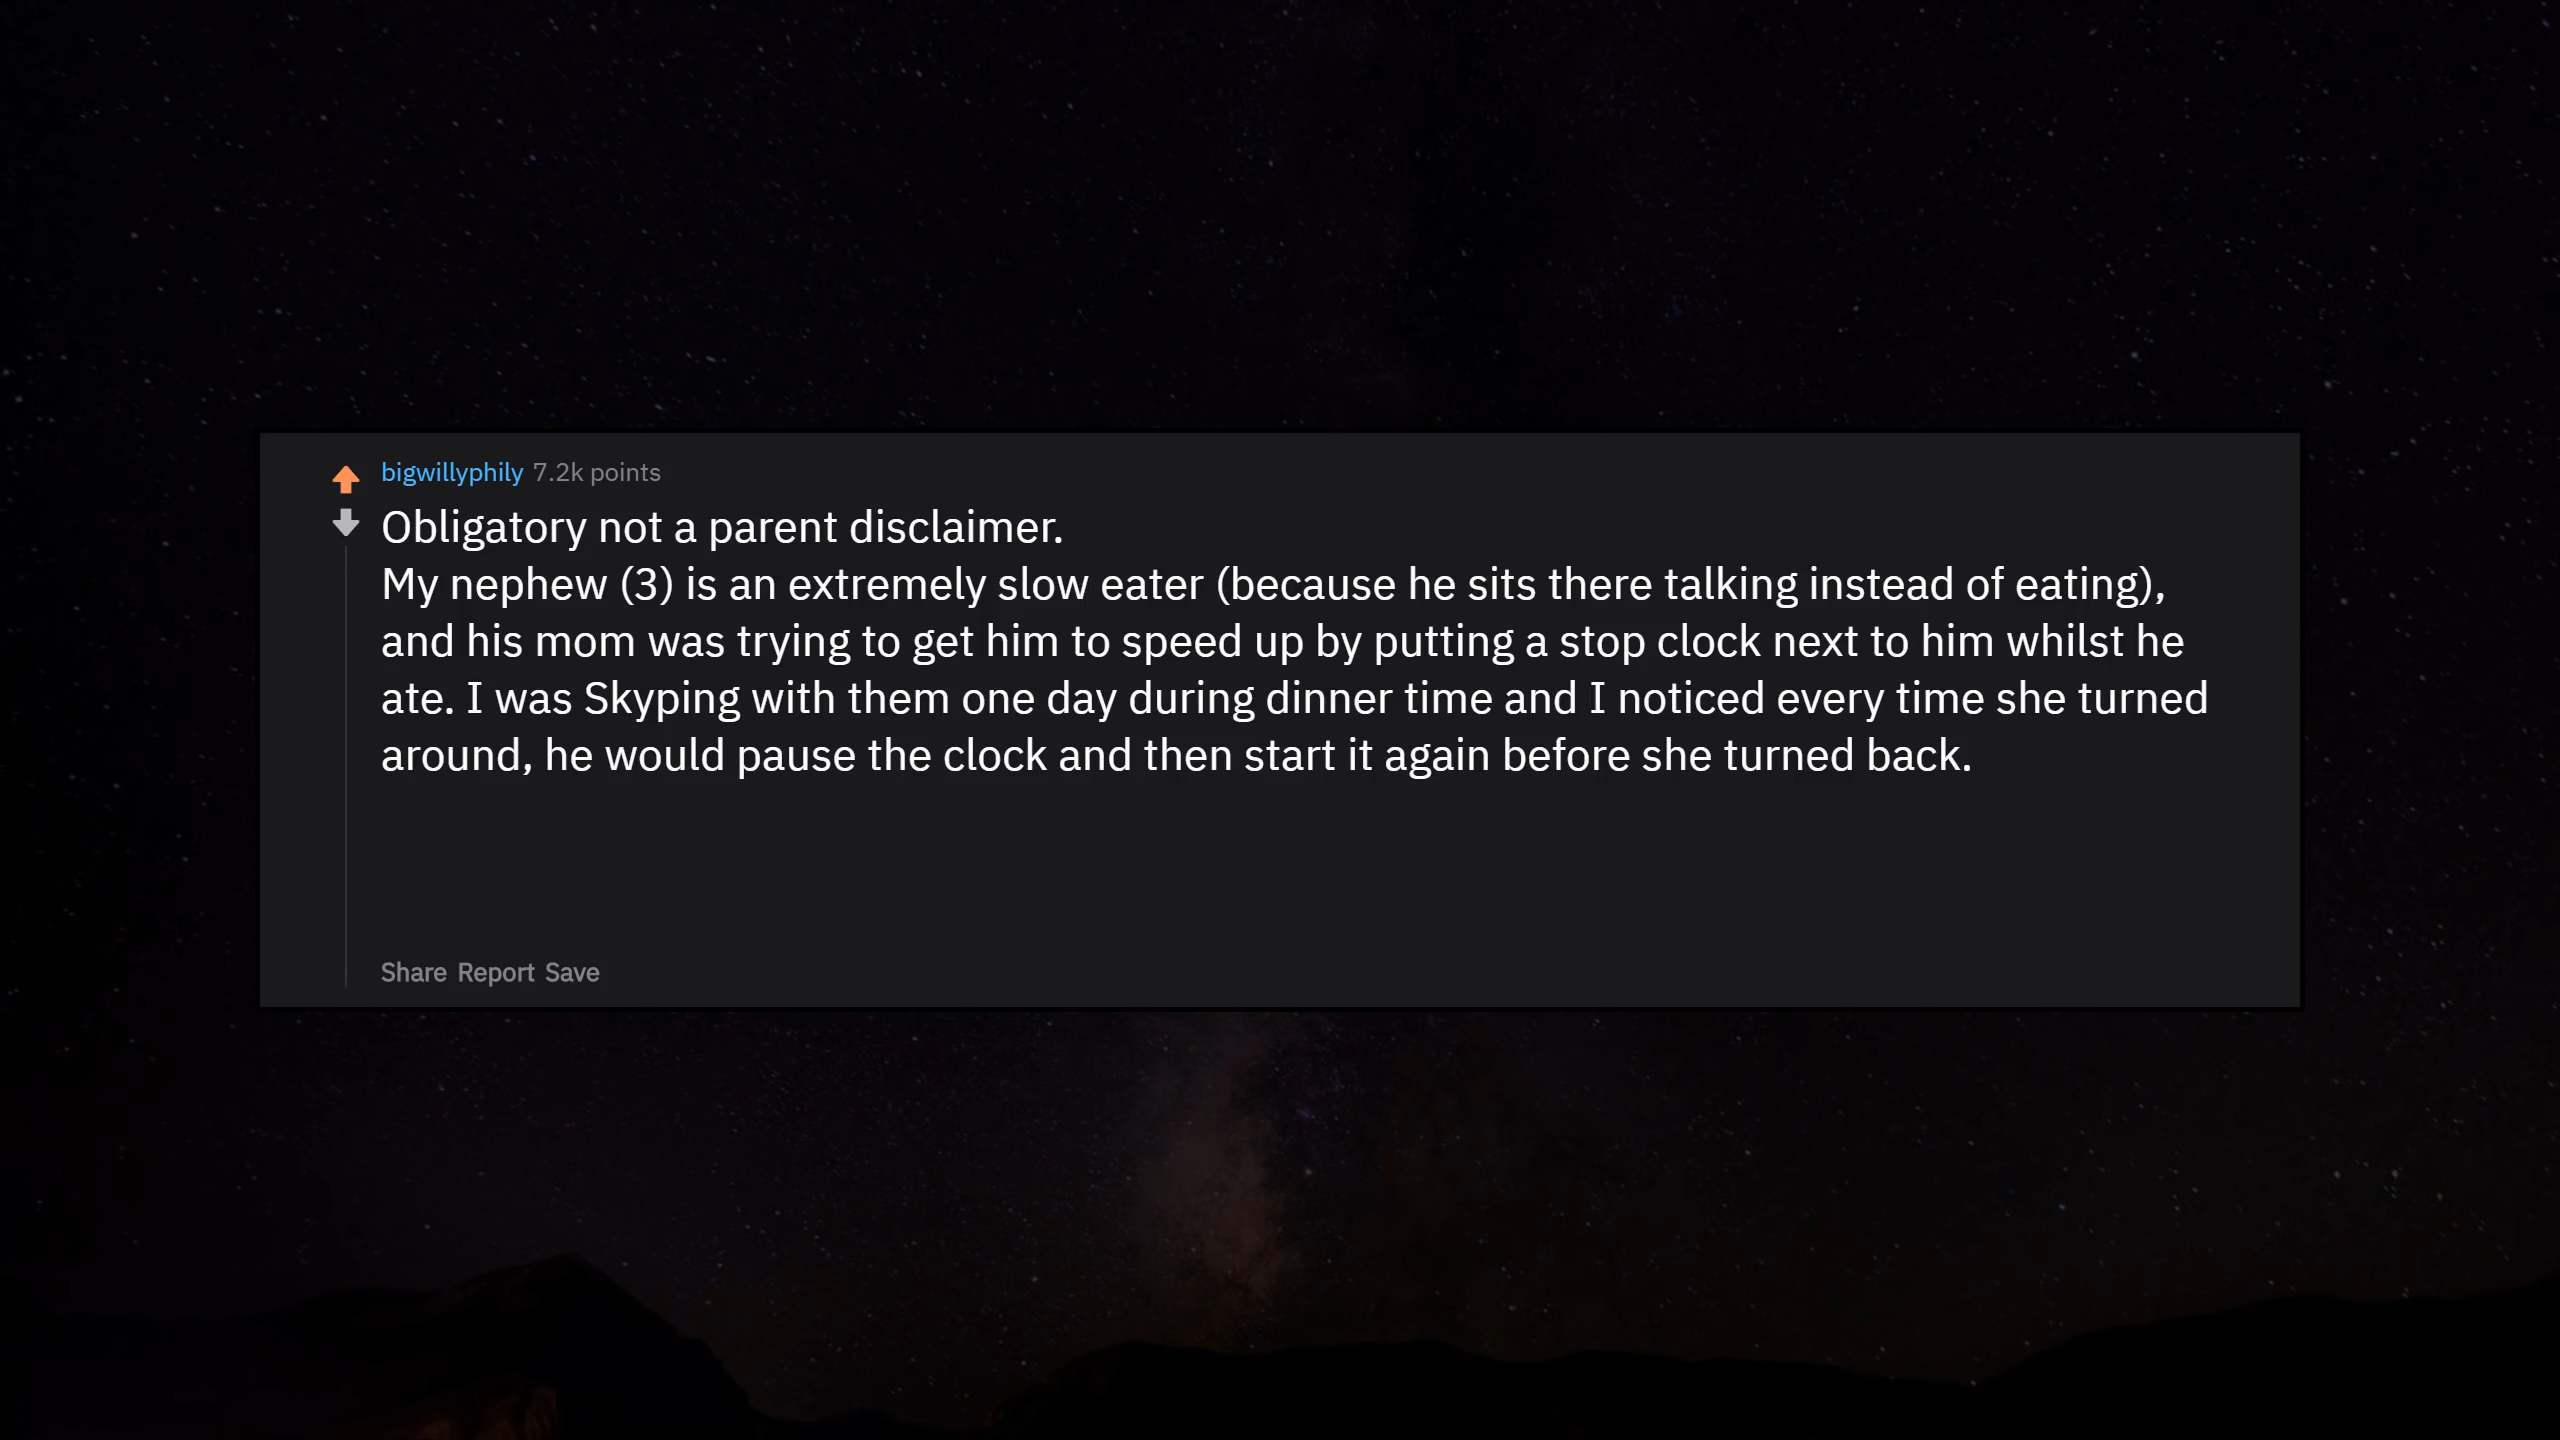 bigwillyphily 7.2k points
Obligatory not a parent disclaimer.
My nephew (3) is an extremely slow eater (because he sits there talking instead of eating),
and his mom was trying to get him to speed up by putting a stop clock next to him whilst he
ate. I was Skyping with them one day during dinner time and I noticed every time she turned
around, he would pause the clock and then start it again before she turned back.
Share Report Save